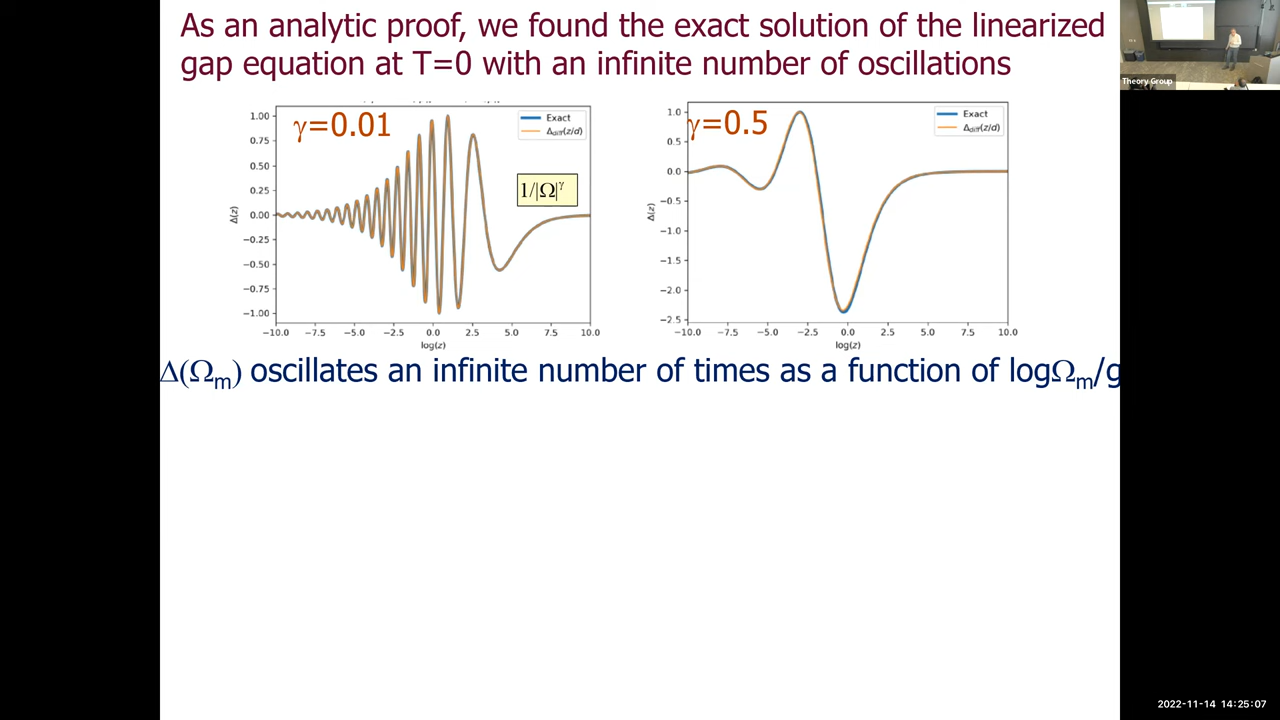 As an analytic proof, we found the exact solution of the linearized
gap equation at T=0 with an infinite number of oscillations
γ=0.01
Exact
Δdiff(z/d)
1/|Ω|^γ
1.00
0.75
0.50
0.25
0.00
−0.25
−0.50
−0.75
−1.00
Δ(z)
−10.0 −7.5 −5.0 −2.5 0.0 2.5 5.0 7.5 10.0
log(z)
γ=0.5
Exact
Δdiff(z/d)
1.0
0.5
0.0
−0.5
−1.0
−1.5
−2.0
−2.5
Δ(z)
−10.0 −7.5 −5.0 −2.5 0.0 2.5 5.0 7.5 10.0
log(z)
Δ(Ωm) oscillates an infinite number of times as a function of logΩm/g
Theory Group
2022-11-14 14:25:07